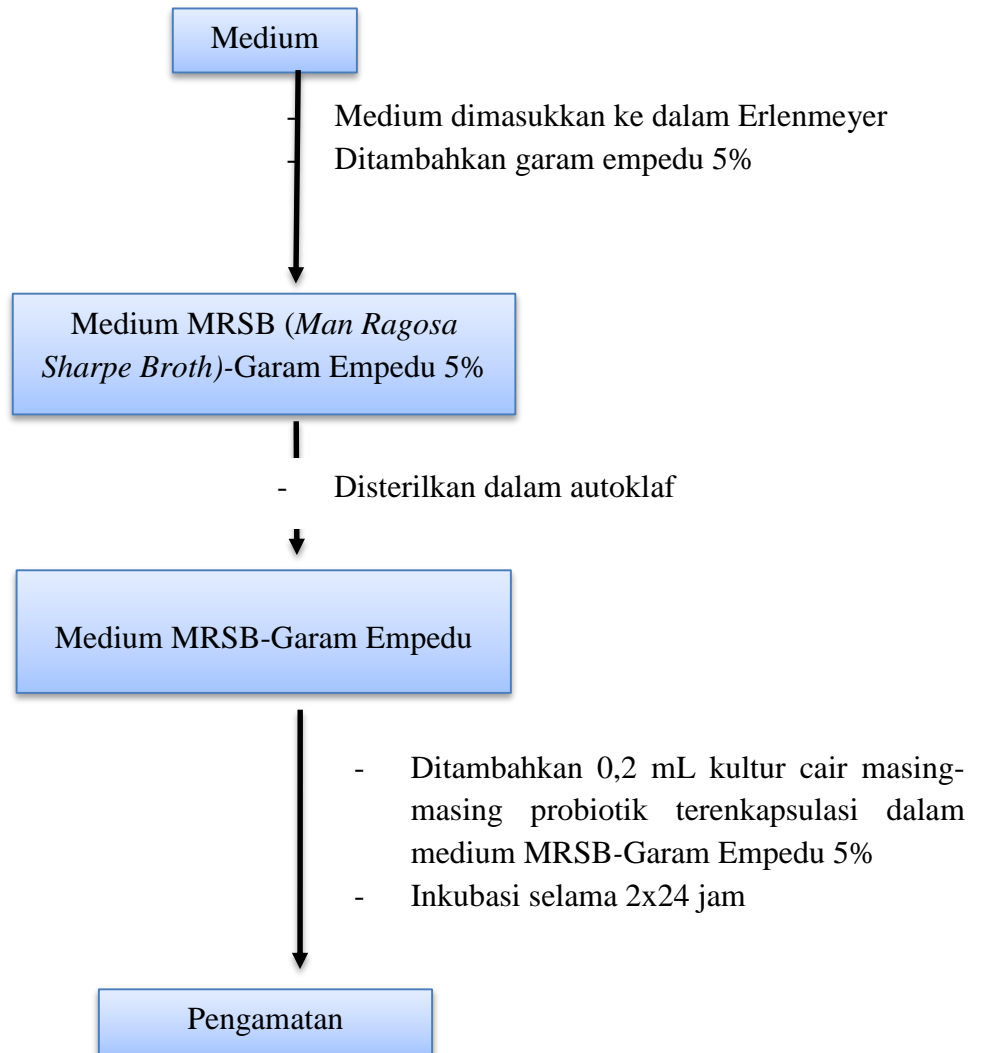 Medium
- Medium dimasukkan ke dalam Erlenmeyer
- Ditambahkan garam empedu 5%
Medium MRSB (Man Ragosa
Sharpe Broth)-Garam Empedu 5%
- Disterilkan dalam autoklaf
Medium MRSB-Garam Empedu
- Ditambahkan 0,2 mL kultur cair masing-
masing probiotik terenkapsulasi dalam
medium MRSB-Garam Empedu 5%
- Inkubasi selama 2x24 jam
Pengamatan